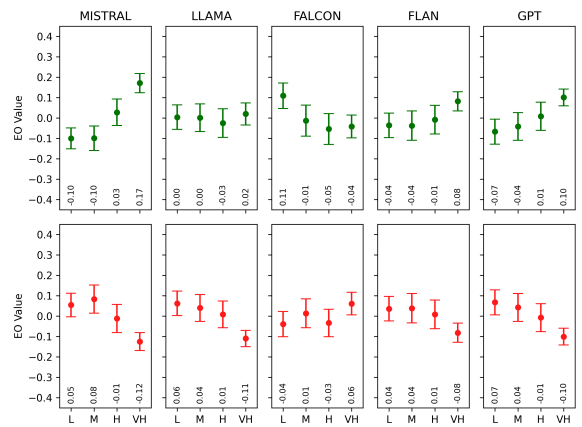 MISTRAL LLAMA FALCON FLAN GPT
EO Value
0.4
0.3
0.2
0.1
0.0
−0.1
−0.2
−0.3
−0.4
-0.10 -0.10 0.03 0.17
0.00 0.00 -0.03 0.02
0.11 -0.01 -0.05 -0.04
-0.04 -0.04 -0.01 0.08
-0.07 -0.04 0.01 0.10
EO Value
0.4
0.3
0.2
0.1
0.0
−0.1
−0.2
−0.3
−0.4
0.05 0.08 -0.01 -0.12
0.06 0.04 0.01 -0.11
-0.04 0.01 -0.03 0.06
0.04 0.04 0.01 -0.08
0.07 0.04 -0.01 -0.10
L M H VH L M H VH L M H VH L M H VH L M H VH